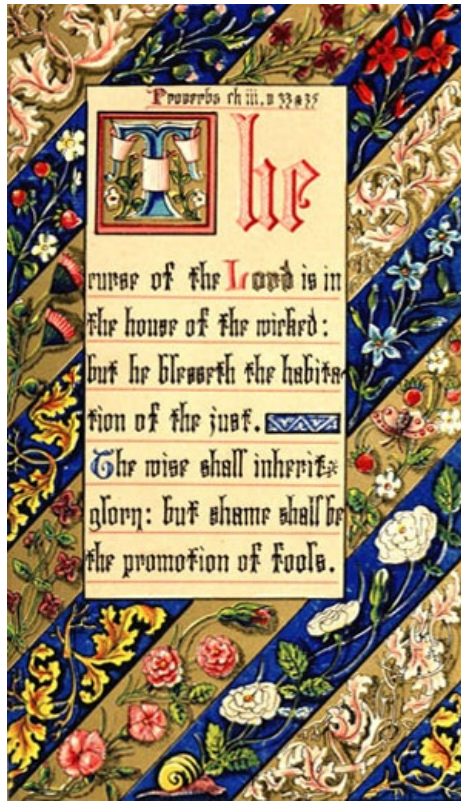 Proverbs ch iii. v 33 & 35
The
curse of the Lord is in
the house of the wicked:
but he blesseth the habita-
tion of the just.
The wise shall inherit
glory: but shame shall be
the promotion of fools.